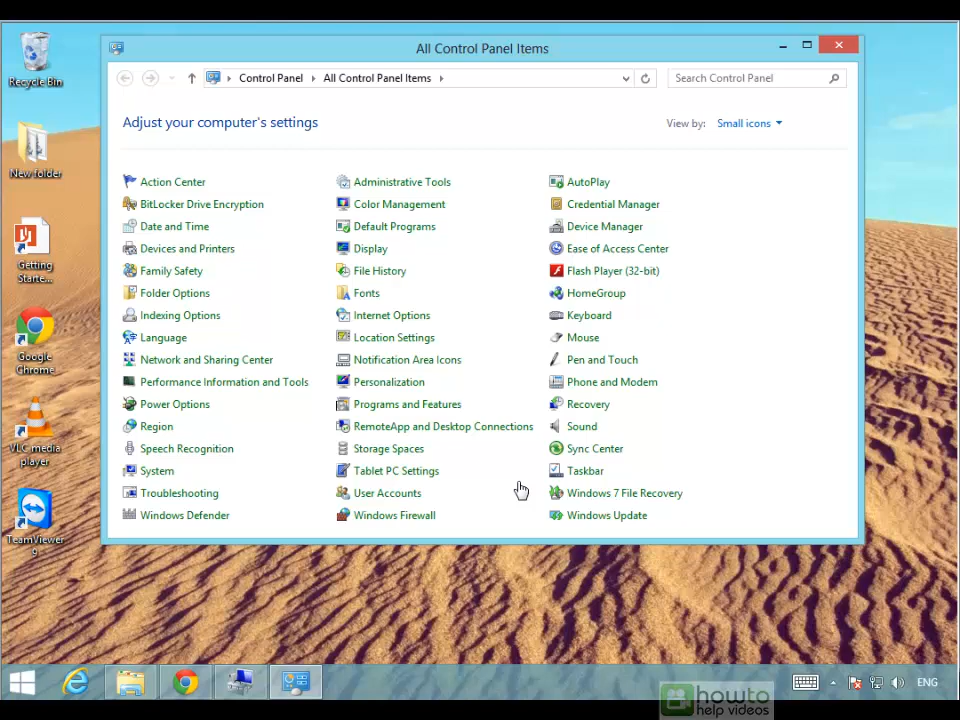 Recycle Bin
New folder
Getting
Starte...
Google
Chrome
VLC media
player
TeamViewer
9
All Control Panel Items
Control Panel
All Control Panel Items
Search Control Panel
Adjust your computer's settings
View by: Small icons
Action Center
Administrative Tools
AutoPlay
BitLocker Drive Encryption
Color Management
Credential Manager
Date and Time
Default Programs
Device Manager
Devices and Printers
Display
Ease of Access Center
Family Safety
File History
Flash Player (32-bit)
Folder Options
Fonts
HomeGroup
Indexing Options
Internet Options
Keyboard
Language
Location Settings
Mouse
Network and Sharing Center
Notification Area Icons
Pen and Touch
Performance Information and Tools
Personalization
Phone and Modem
Power Options
Programs and Features
Recovery
Region
RemoteApp and Desktop Connections
Sound
Speech Recognition
Storage Spaces
Sync Center
System
Tablet PC Settings
Taskbar
Troubleshooting
User Accounts
Windows 7 File Recovery
Windows Defender
Windows Firewall
Windows Update
ENG
howto
help videos